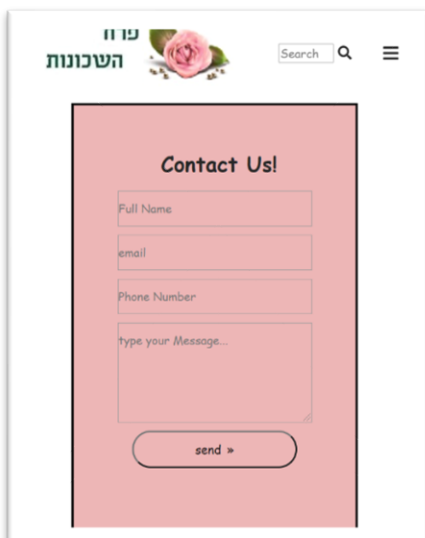 פרח
השכונות
Search
Contact Us!
Full Name
email
Phone Number
type your Message...
send »